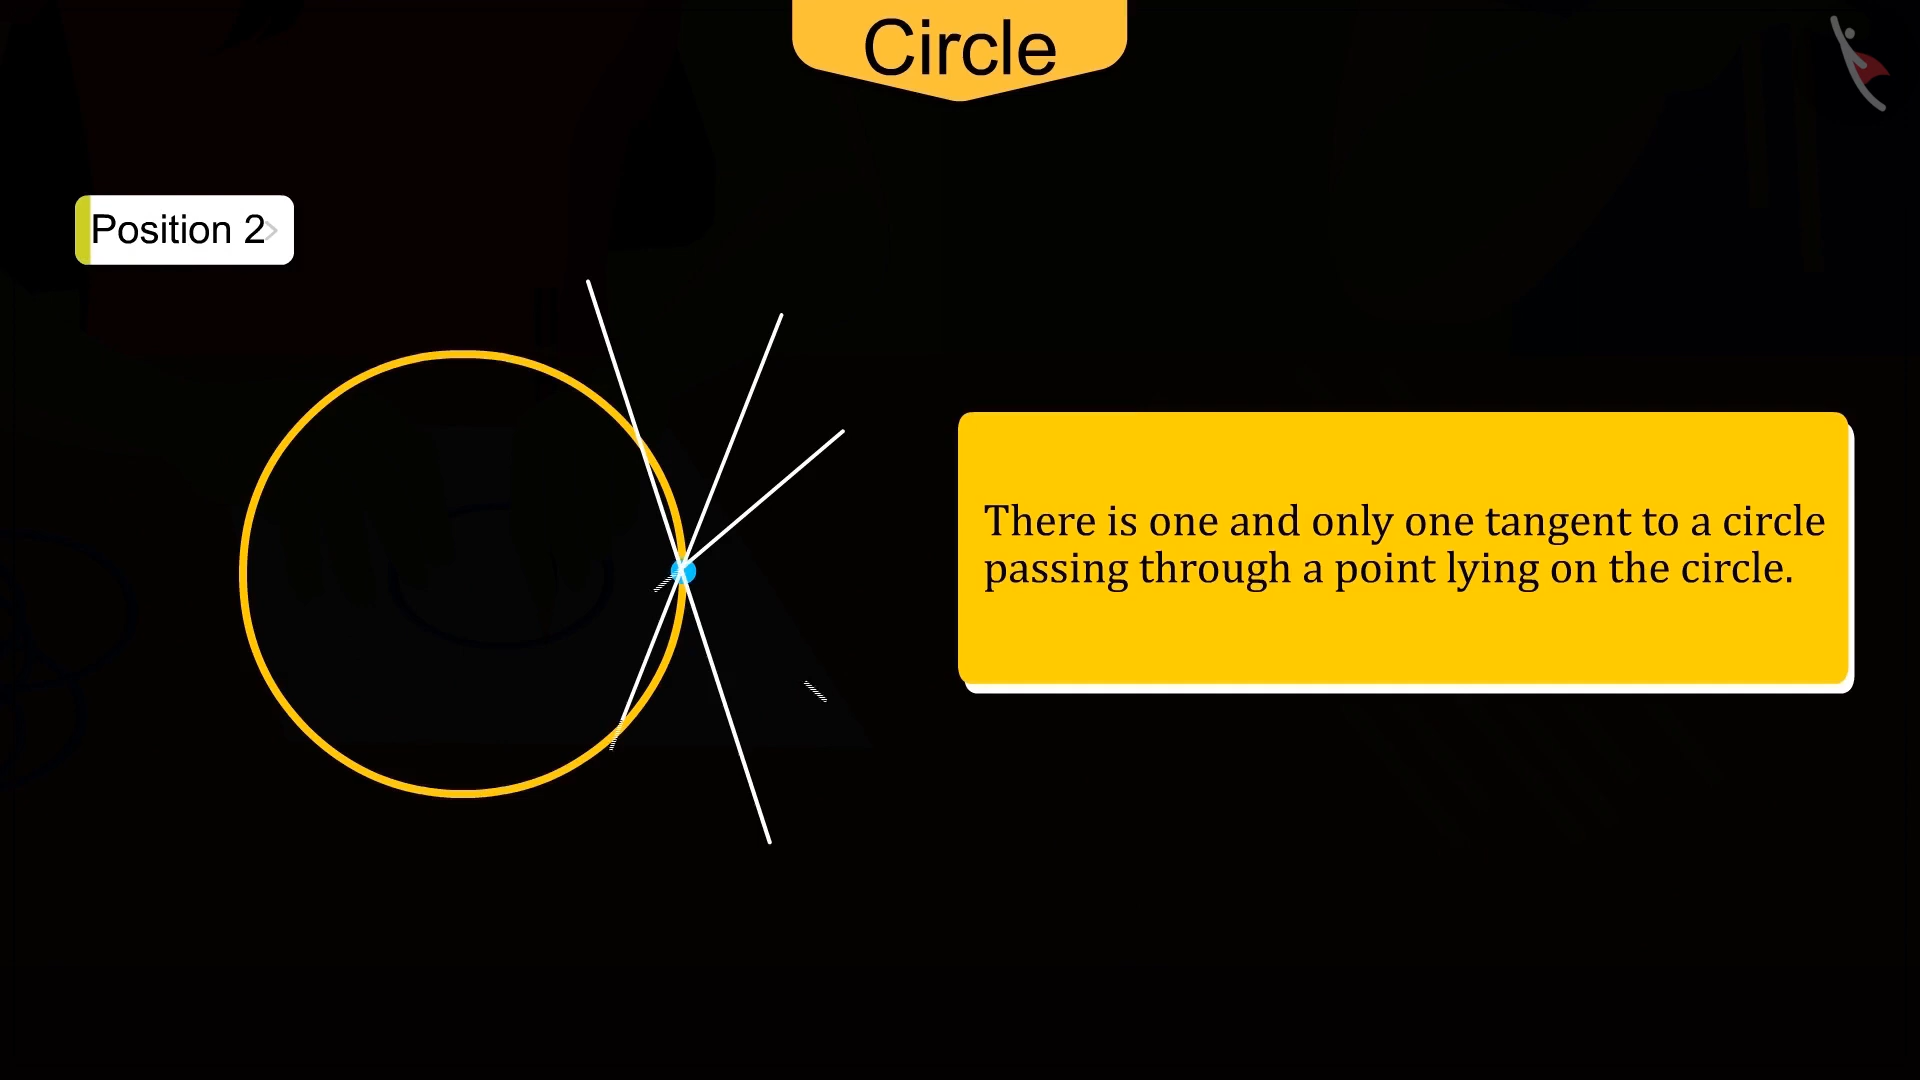 Circle
Position 2
There is one and only one tangent to a circle
passing through a point lying on the circle.